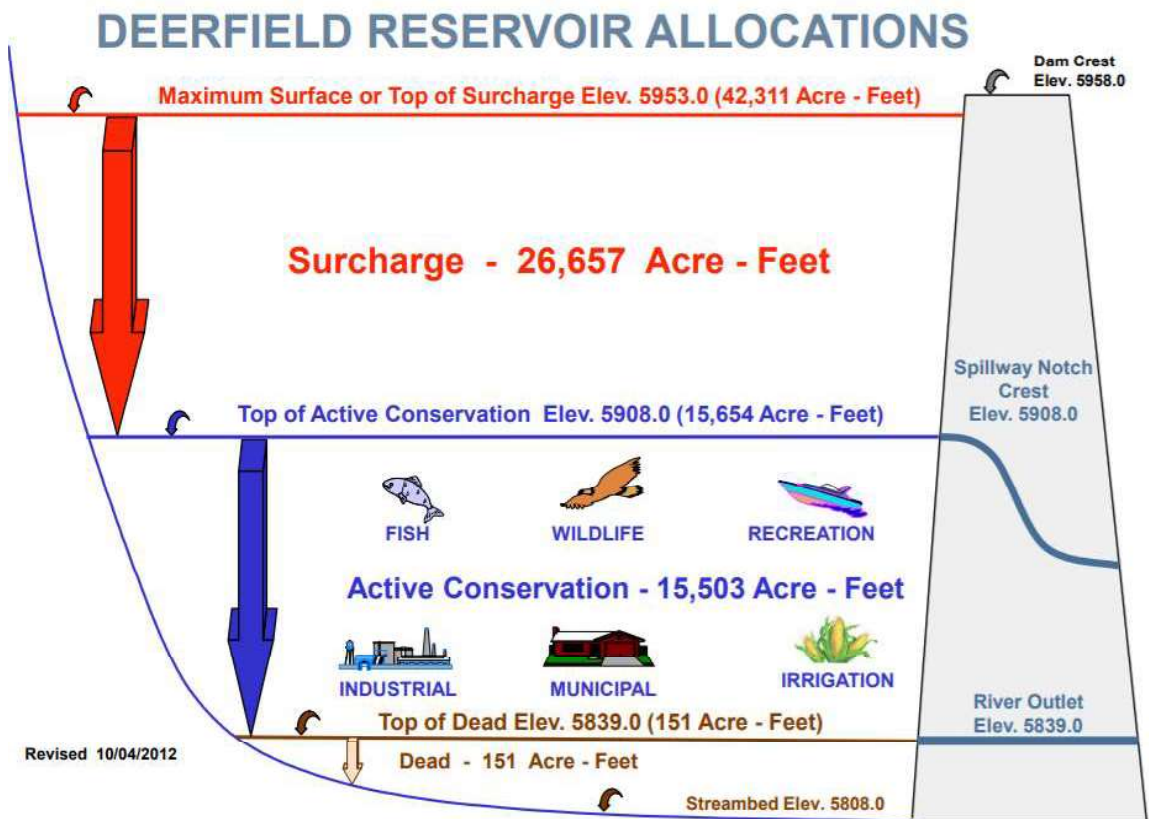 DEERFIELD RESERVOIR ALLOCATIONS
Dam Crest
Elev. 5958.0
Maximum Surface or Top of Surcharge Elev. 5953.0 (42,311 Acre - Feet)
Surcharge - 26,657 Acre - Feet
Spillway Notch
Crest
Elev. 5908.0
Top of Active Conservation Elev. 5908.0 (15,654 Acre - Feet)
FISH
WILDLIFE
RECREATION
Active Conservation - 15,503 Acre - Feet
INDUSTRIAL
MUNICIPAL
IRRIGATION
River Outlet
Elev. 5839.0
Top of Dead Elev. 5839.0 (151 Acre - Feet)
Revised 10/04/2012
Dead - 151 Acre - Feet
Streambed Elev. 5808.0